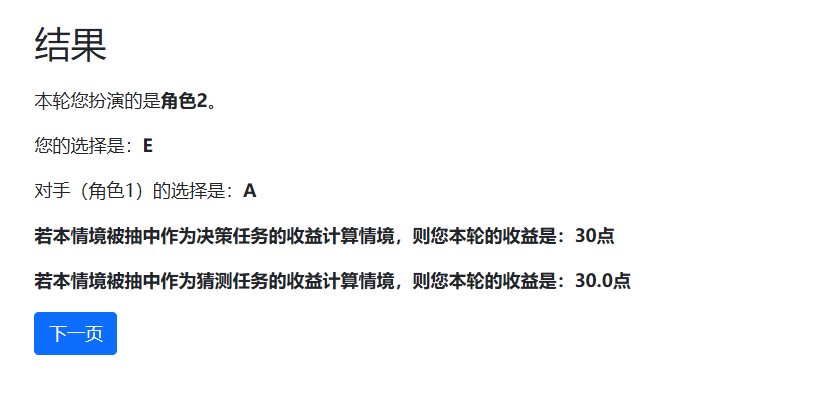 结果
本轮您扮演的是角色2。
您的选择是：E
对手（角色1）的选择是：A
若本情境被抽中作为决策任务的收益计算情境，则您本轮的收益是：30点
若本情境被抽中作为猜测任务的收益计算情境，则您本轮的收益是：30.0点
下一页